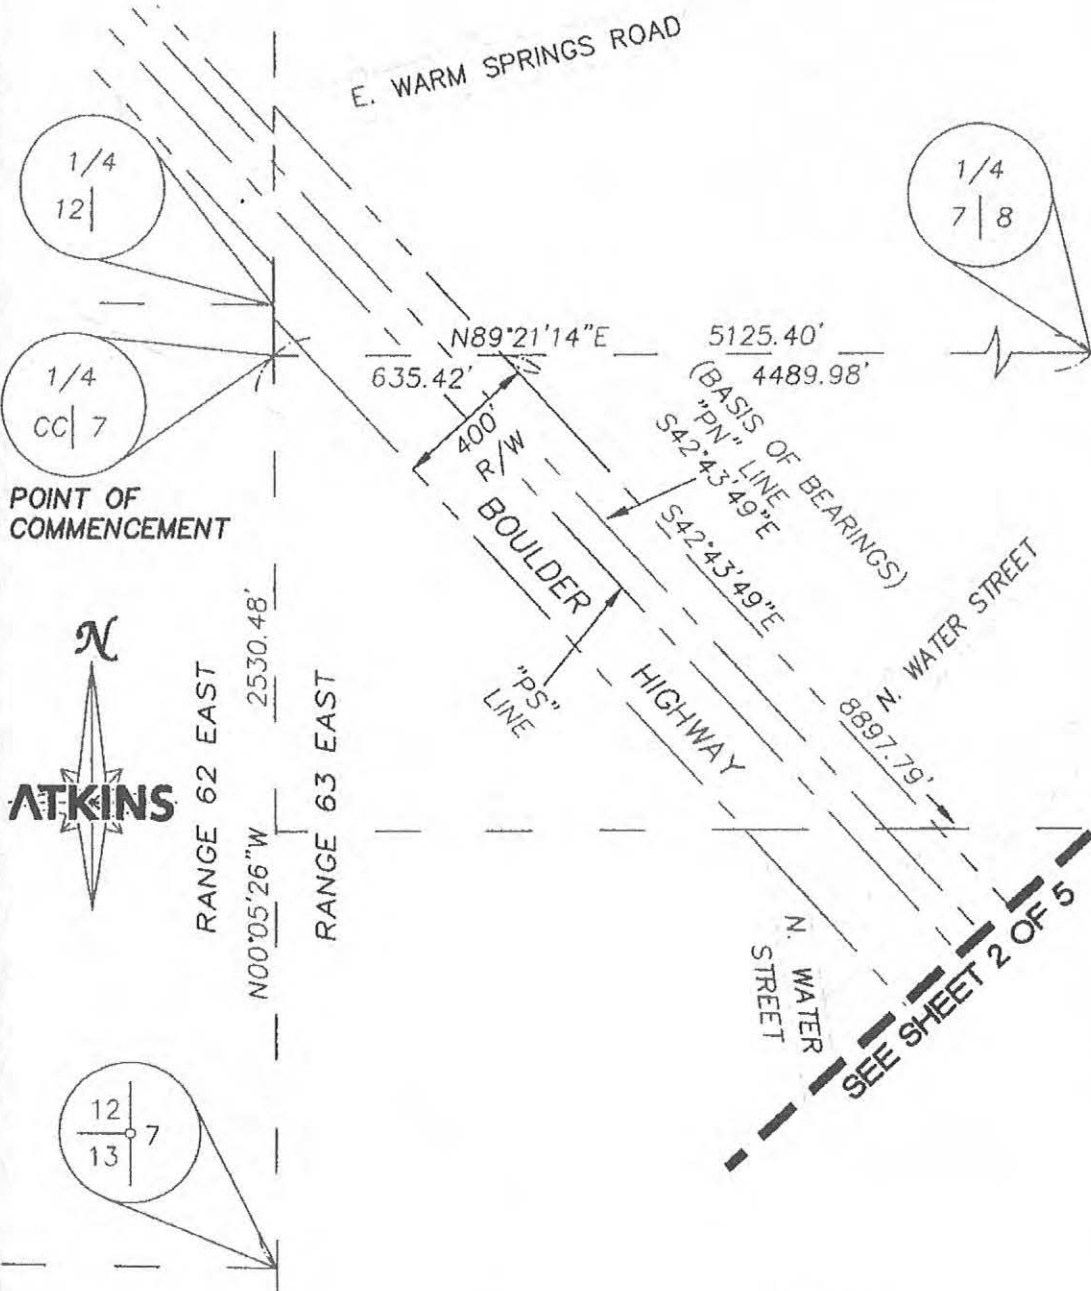 E. WARM SPRINGS ROAD
1/4
12
1/4
7 8
N89°21'14"E
5125.40'
635.42'
4489.98'
1/4
CC 7
POINT OF
COMMENCEMENT
400'
R/W
(BASIS OF BEARINGS)
"PN" LINE
S42°43'49"E
S42°43'49"E
BOULDER
HIGHWAY
"PS"
LINE
N. WATER STREET
8897.79'
N
ATKINS
RANGE 62 EAST
N00°05'26"W
2530.48'
RANGE 63 EAST
N. WATER
STREET
SEE SHEET 2 OF 5
12
7
13